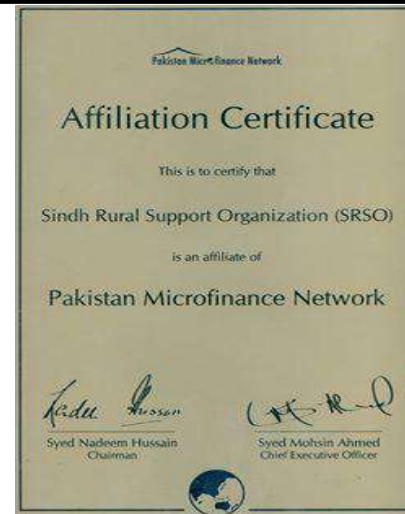 Pakistan Microfinance Network
Affiliation Certificate
This is to certify that
Sindh Rural Support Organization (SRSO)
is an affiliate of
Pakistan Microfinance Network
Syed Nadeem Hussain
Chairman
Syed Mohsin Ahmed
Chief Executive Officer